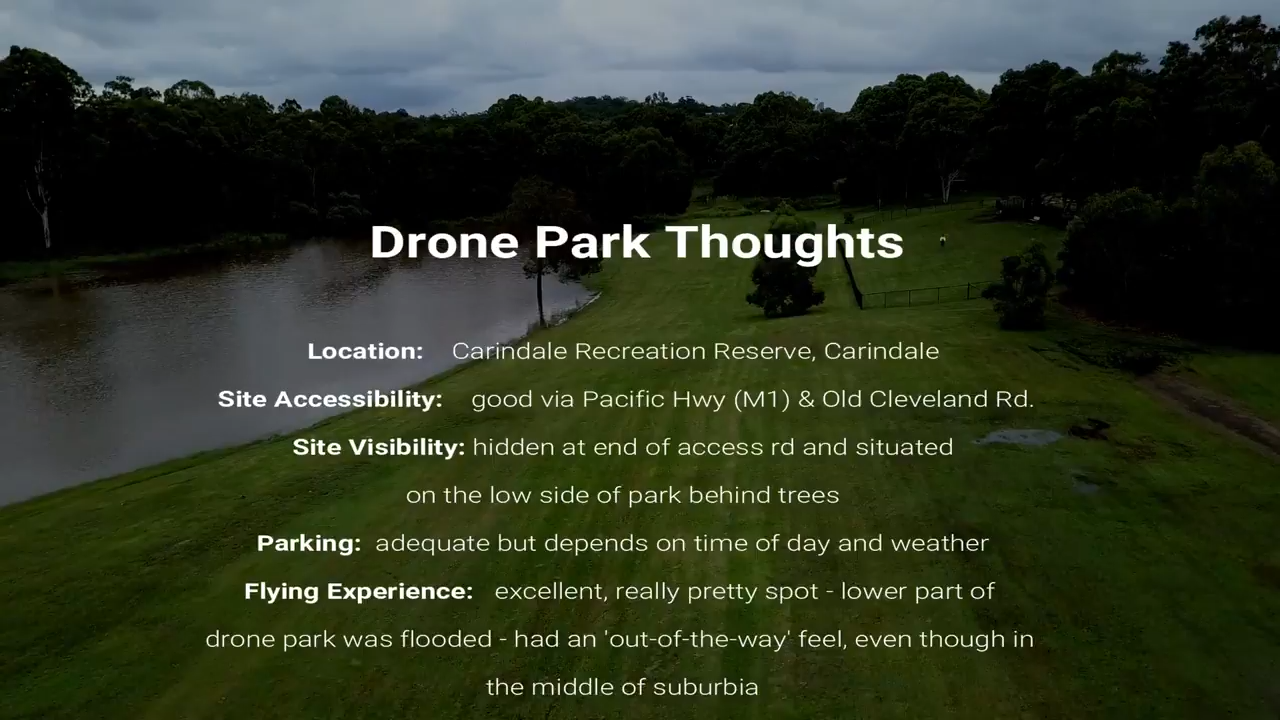 Drone Park Thoughts
Location: Carindale Recreation Reserve, Carindale
Site Accessibility: good via Pacific Hwy (M1) & Old Cleveland Rd.
Site Visibility: hidden at end of access rd and situated
on the low side of park behind trees
Parking: adequate but depends on time of day and weather
Flying Experience: excellent, really pretty spot - lower part of
drone park was flooded - had an 'out-of-the-way' feel, even though in
the middle of suburbia